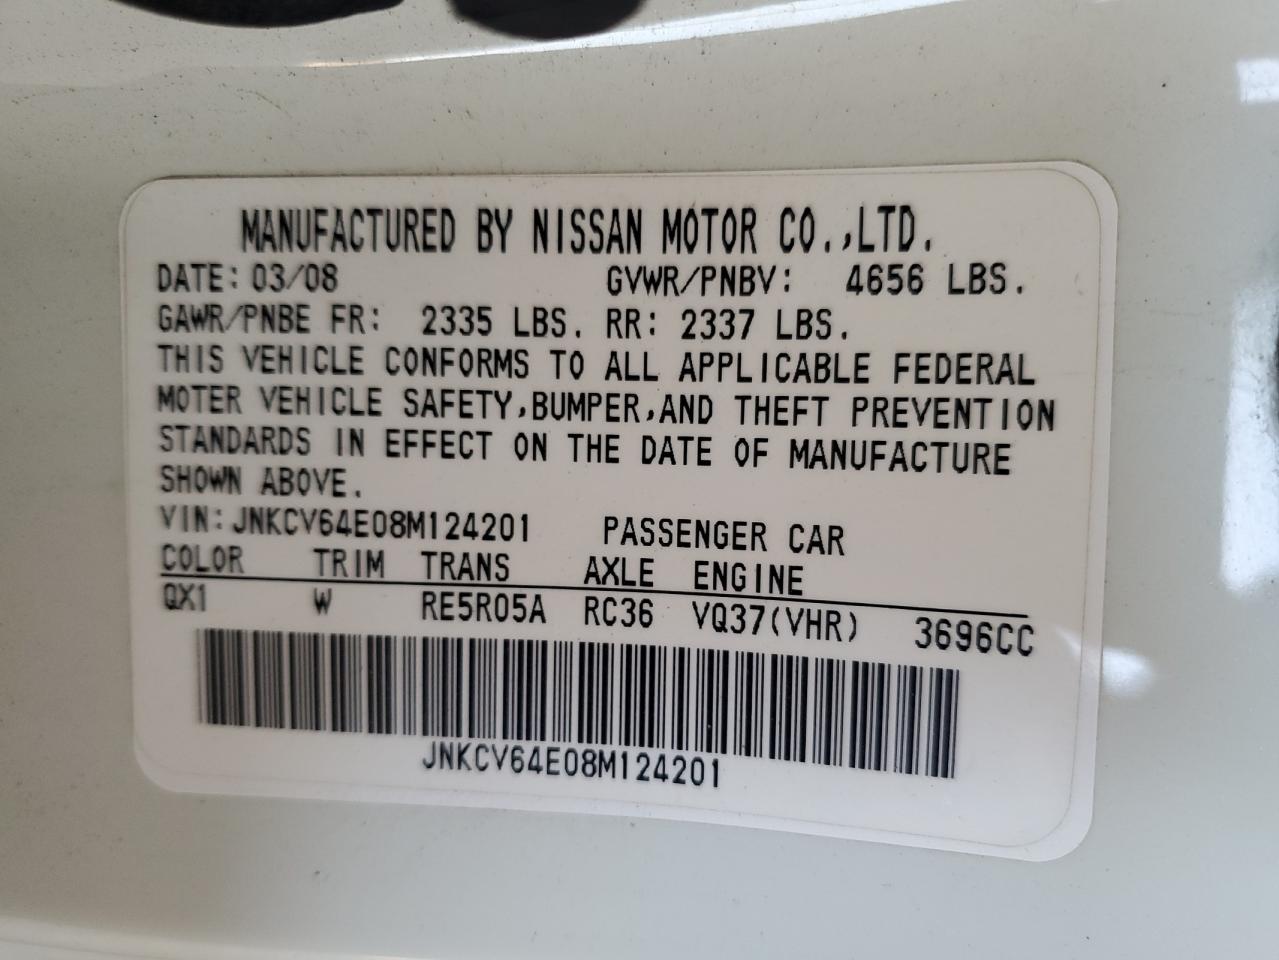 MANUFACTURED BY NISSAN MOTOR CO.,LTD.
DATE: 03/08 GVWR/PNBV: 4656 LBS.
GAWR/PNBE FR: 2335 LBS. RR: 2337 LBS.
THIS VEHICLE CONFORMS TO ALL APPLICABLE FEDERAL
MOTER VEHICLE SAFETY,BUMPER,AND THEFT PREVENTION
STANDARDS IN EFFECT ON THE DATE OF MANUFACTURE
SHOWN ABOVE.
VIN:JNKCV64E08M124201 PASSENGER CAR
COLOR TRIM TRANS AXLE ENGINE
QX1 W RE5R05A RC36 VQ37(VHR) 3696CC
JNKCV64E08M124201